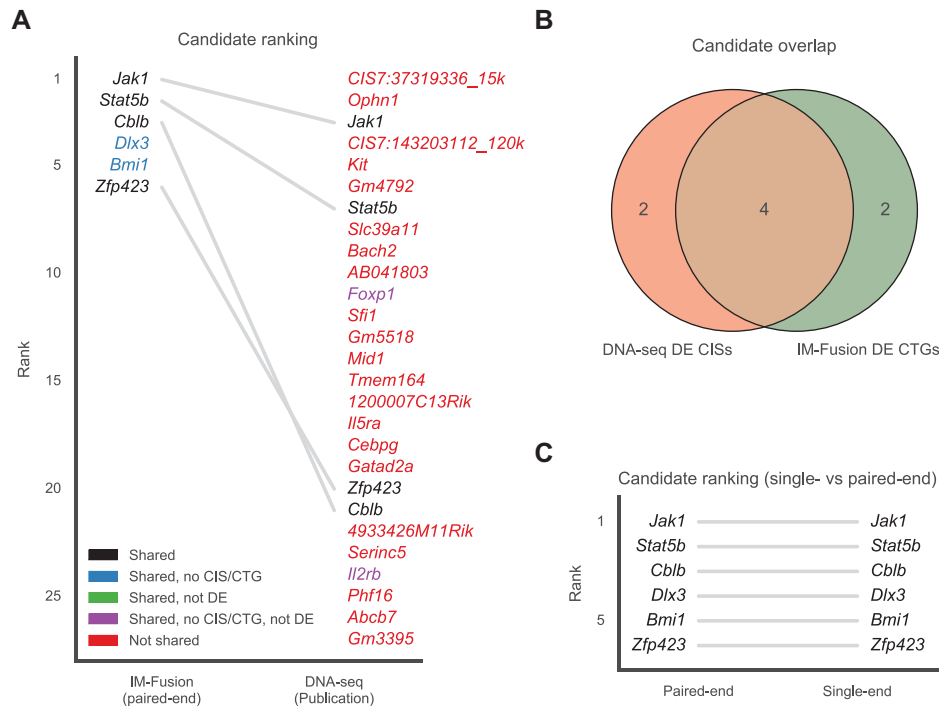 A
Candidate ranking
Rank
1
5
10
15
20
25
Jak1
Stat5b
Cblb
Dlx3
Bmi1
Zfp423
CIS7:37319336_15k
Ophn1
Jak1
CIS7:143203112_120k
Kit
Gm4792
Stat5b
Slc39a11
Bach2
AB041803
Foxp1
Sfi1
Gm5518
Mid1
Tmem164
1200007C13Rik
Il5ra
Cebpg
Gatad2a
Zfp423
Cblb
4933426M11Rik
Serinc5
Il2rb
Phf16
Abcb7
Gm3395
Shared
Shared, no CIS/CTG
Shared, not DE
Shared, no CIS/CTG, not DE
Not shared
IM-Fusion
(paired-end)
DNA-seq
(Publication)
B
Candidate overlap
2
4
2
DNA-seq DE CISs
IM-Fusion DE CTGs
C
Candidate ranking (single- vs paired-end)
Rank
1
5
Jak1
Stat5b
Cblb
Dlx3
Bmi1
Zfp423
Jak1
Stat5b
Cblb
Dlx3
Bmi1
Zfp423
Paired-end
Single-end